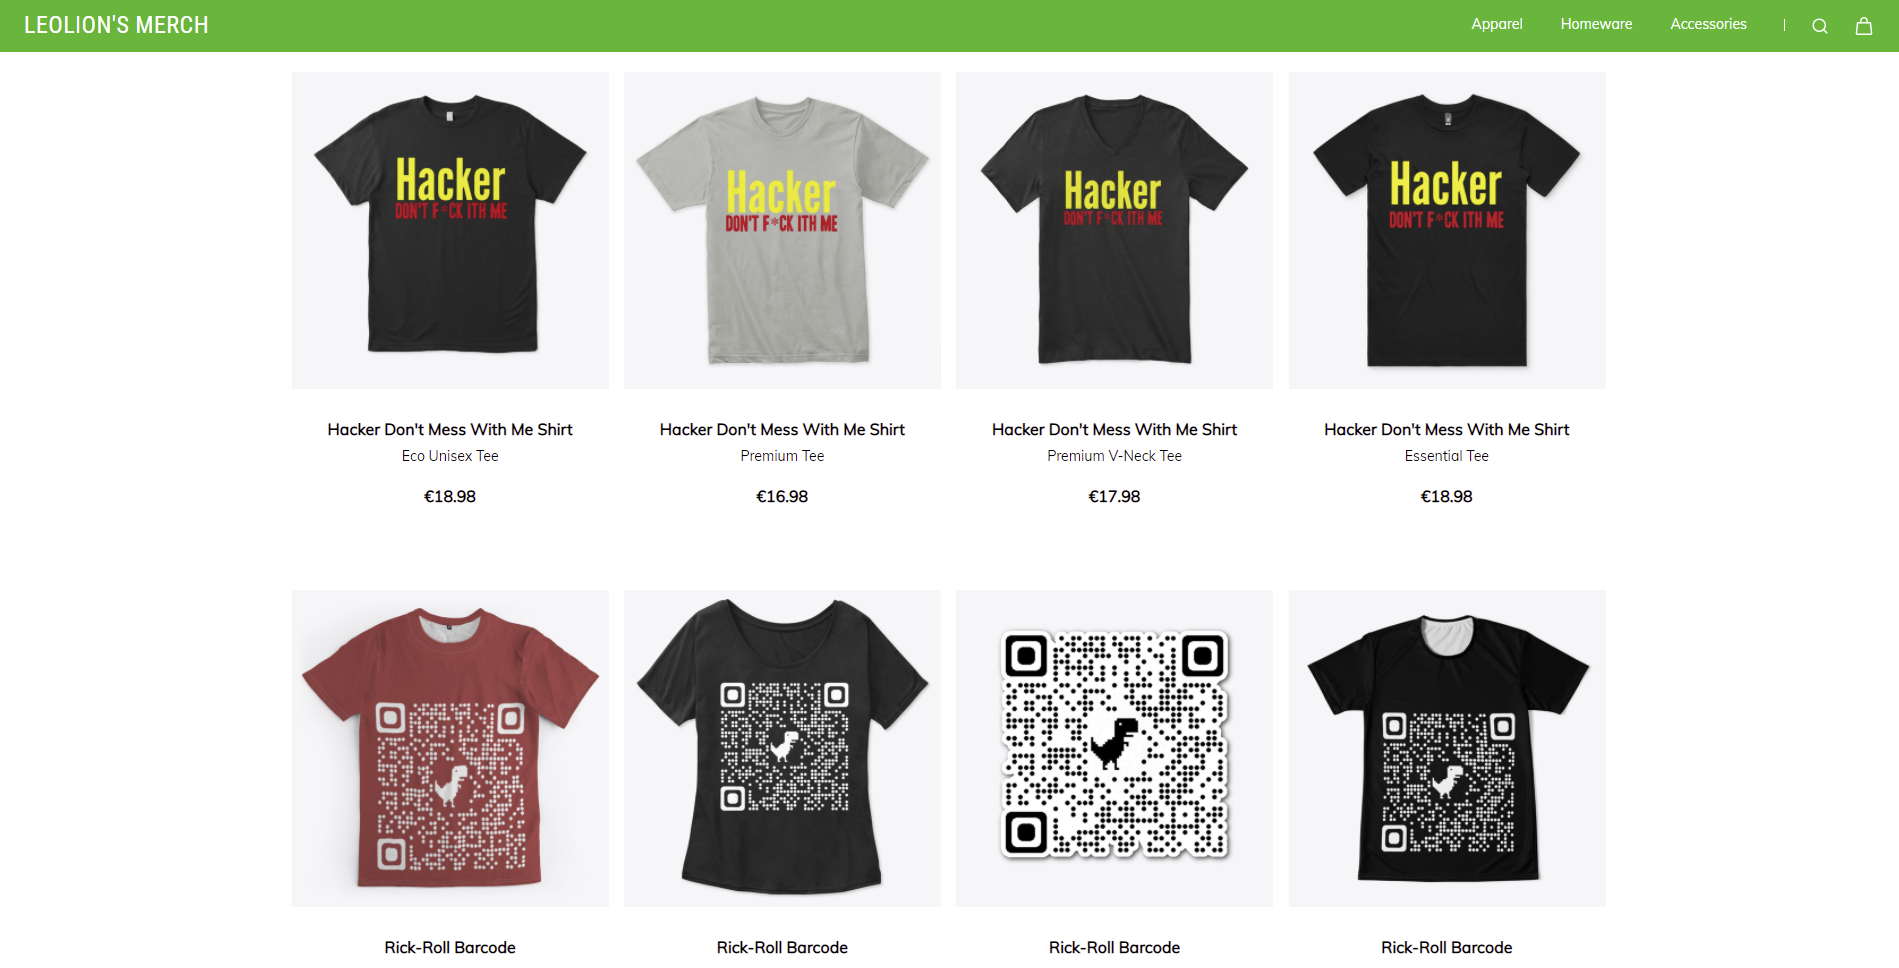 LEOLION'S MERCH
Apparel Homeware Accessories
Hacker
DON'T F*CK ITH ME
Hacker
DON'T F*CK ITH ME
Hacker
DON'T F*CK ITH ME
Hacker
DON'T F*CK ITH ME
Hacker Don't Mess With Me Shirt
Eco Unisex Tee
€18.98
Hacker Don't Mess With Me Shirt
Premium Tee
€16.98
Hacker Don't Mess With Me Shirt
Premium V-Neck Tee
€17.98
Hacker Don't Mess With Me Shirt
Essential Tee
€18.98
Rick-Roll Barcode
Rick-Roll Barcode
Rick-Roll Barcode
Rick-Roll Barcode